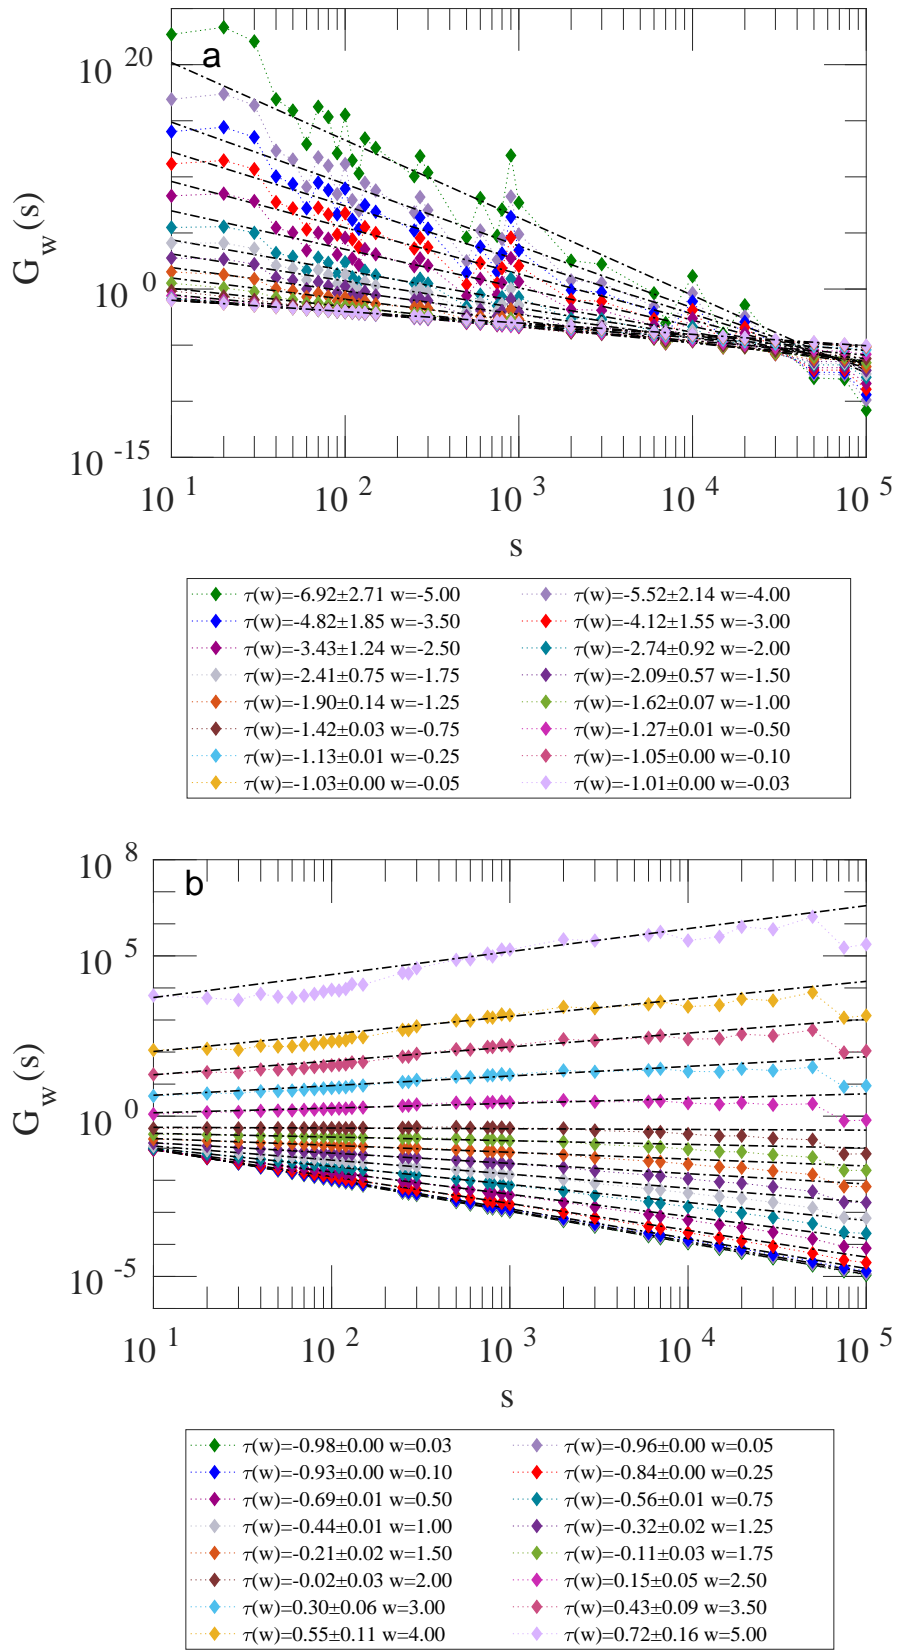 a
10^20
10^0
10^-15
G_w(s)
10^1 10^2 10^3 10^4 10^5
s
τ(w)=-6.92±2.71 w=-5.00 τ(w)=-5.52±2.14 w=-4.00
τ(w)=-4.82±1.85 w=-3.50 τ(w)=-4.12±1.55 w=-3.00
τ(w)=-3.43±1.24 w=-2.50 τ(w)=-2.74±0.92 w=-2.00
τ(w)=-2.41±0.75 w=-1.75 τ(w)=-2.09±0.57 w=-1.50
τ(w)=-1.90±0.14 w=-1.25 τ(w)=-1.62±0.07 w=-1.00
τ(w)=-1.42±0.03 w=-0.75 τ(w)=-1.27±0.01 w=-0.50
τ(w)=-1.13±0.01 w=-0.25 τ(w)=-1.05±0.00 w=-0.10
τ(w)=-1.03±0.00 w=-0.05 τ(w)=-1.01±0.00 w=-0.03
b
10^8
10^5
10^0
10^-5
G_w(s)
10^1 10^2 10^3 10^4 10^5
s
τ(w)=-0.98±0.00 w=0.03 τ(w)=-0.96±0.00 w=0.05
τ(w)=-0.93±0.00 w=0.10 τ(w)=-0.84±0.00 w=0.25
τ(w)=-0.69±0.01 w=0.50 τ(w)=-0.56±0.01 w=0.75
τ(w)=-0.44±0.01 w=1.00 τ(w)=-0.32±0.02 w=1.25
τ(w)=-0.21±0.02 w=1.50 τ(w)=-0.11±0.03 w=1.75
τ(w)=-0.02±0.03 w=2.00 τ(w)=0.15±0.05 w=2.50
τ(w)=0.30±0.06 w=3.00 τ(w)=0.43±0.09 w=3.50
τ(w)=0.55±0.11 w=4.00 τ(w)=0.72±0.16 w=5.00